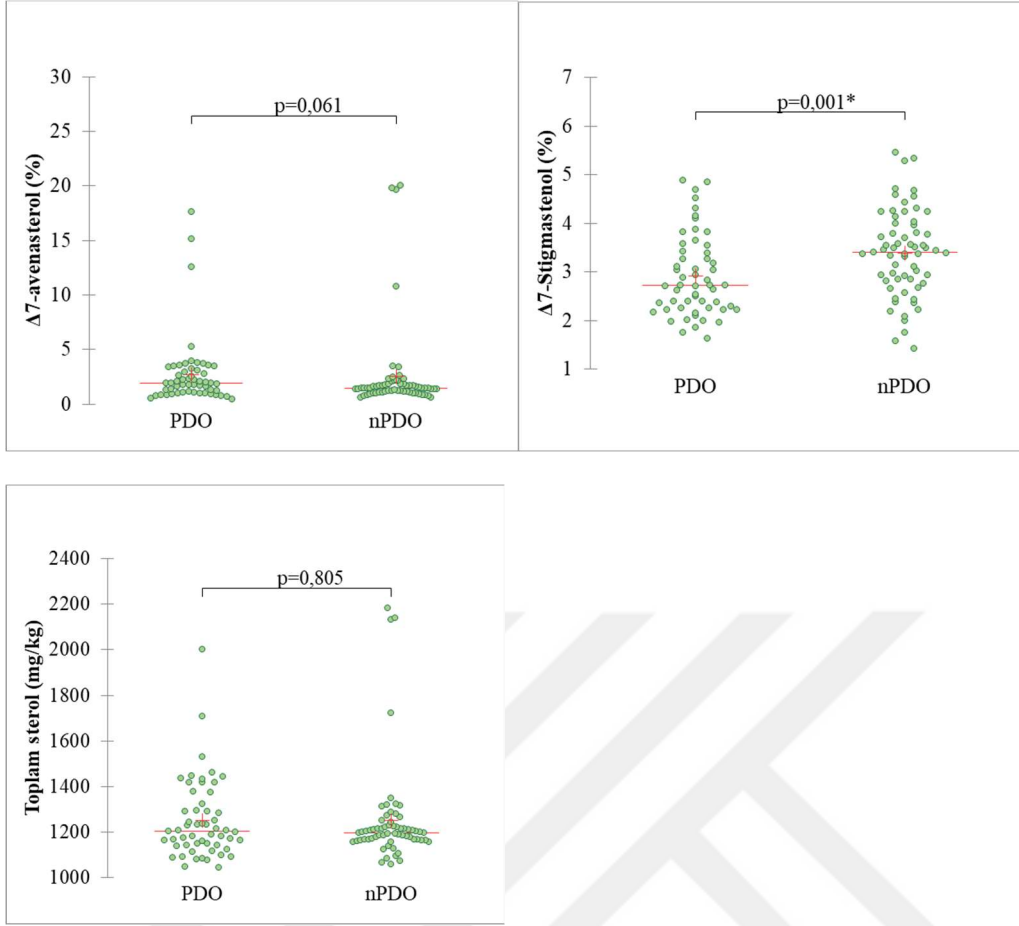 Δ7-avenasterol (%)
30
25
20
15
10
5
0
p=0,061
PDO
nPDO
Δ7-Stigmastenol (%)
7
6
5
4
3
2
1
p=0,001*
PDO
nPDO
Toplam sterol (mg/kg)
2400
2200
2000
1800
1600
1400
1200
1000
p=0,805
PDO
nPDO